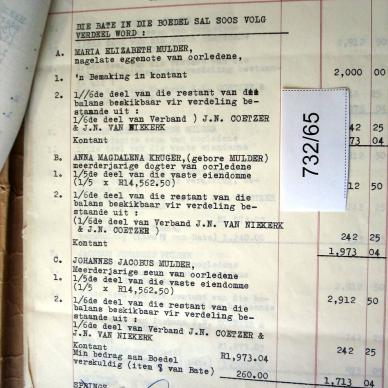 DIE BATE IN DIE BOEDEL SAL SOOS VOLG
VERDEEL WORD :
A. MARIA ELIZABETH MULDER,
nagelate eggenote van oorledene,
1. 'n Bemaking in kontant 2,000 00
2. 1//6de deel van die restant van die
balans beskikbaar vir verdeling be-
staande uit :
1/6de deel van Verband ) J.N. COETZER
& J.N. VAN NIEKERK 242 25
Kontant 73 04
732/65
B. ANNA MAGDALENA KRUGER,(gebore MULDER)
meerderjarige dogter van oorledene
1. 1/5de deel van die vaste eiendomme
(1/5 x R14,562.50) 12 50
2. 1/6de deel van die restant van die
balans beskikbaar vir verdeling be-
staande uit:
(1/6de deel van Verband J.N. VAN NIEKERK
& J.N. COETZER ) 242 25
Kontant 1,973 04
C. JOHANNES JACOBUS MULDER,
Meerderjarige seun van oorledene
1. 1/5de deel van die vaste eiendomme
(1/5 x R14,562.50) 2,912 50
2. 1/6de deel van die restant van die
balans beskikbaar vir verdeling be-
staande uit :
1/6de deel van Verband J.N. COETZER &
J.N. VAN NIEKERK 242 25
Kontant R1,973.04
Min bedrag aan Boedel
verskuldig (item 8 van Bate) 260.00
1,713 04